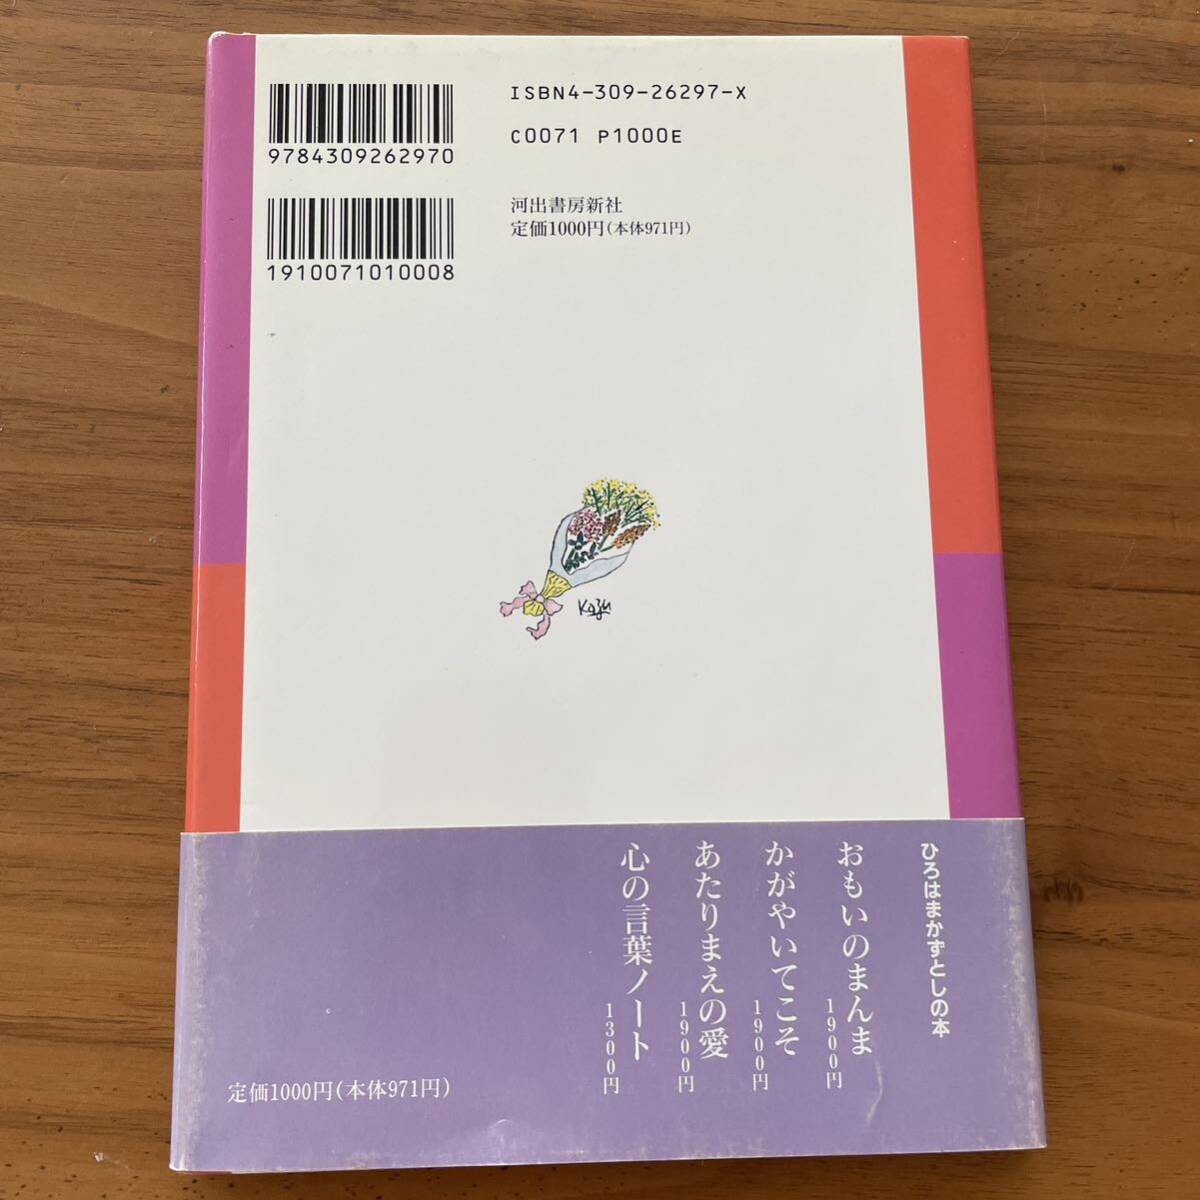 ISBN4-309-26297-X
C0071 P1000E
9784309262970
河出書房新社
定価1000円(本体971円)
1910071010008
Kazu
ひろはまかずとしの本
おもいのまんま 1900円
かがやいてこそ 1900円
あたりまえの愛 1900円
心の言葉ノート 1300円
定価1000円(本体971円)